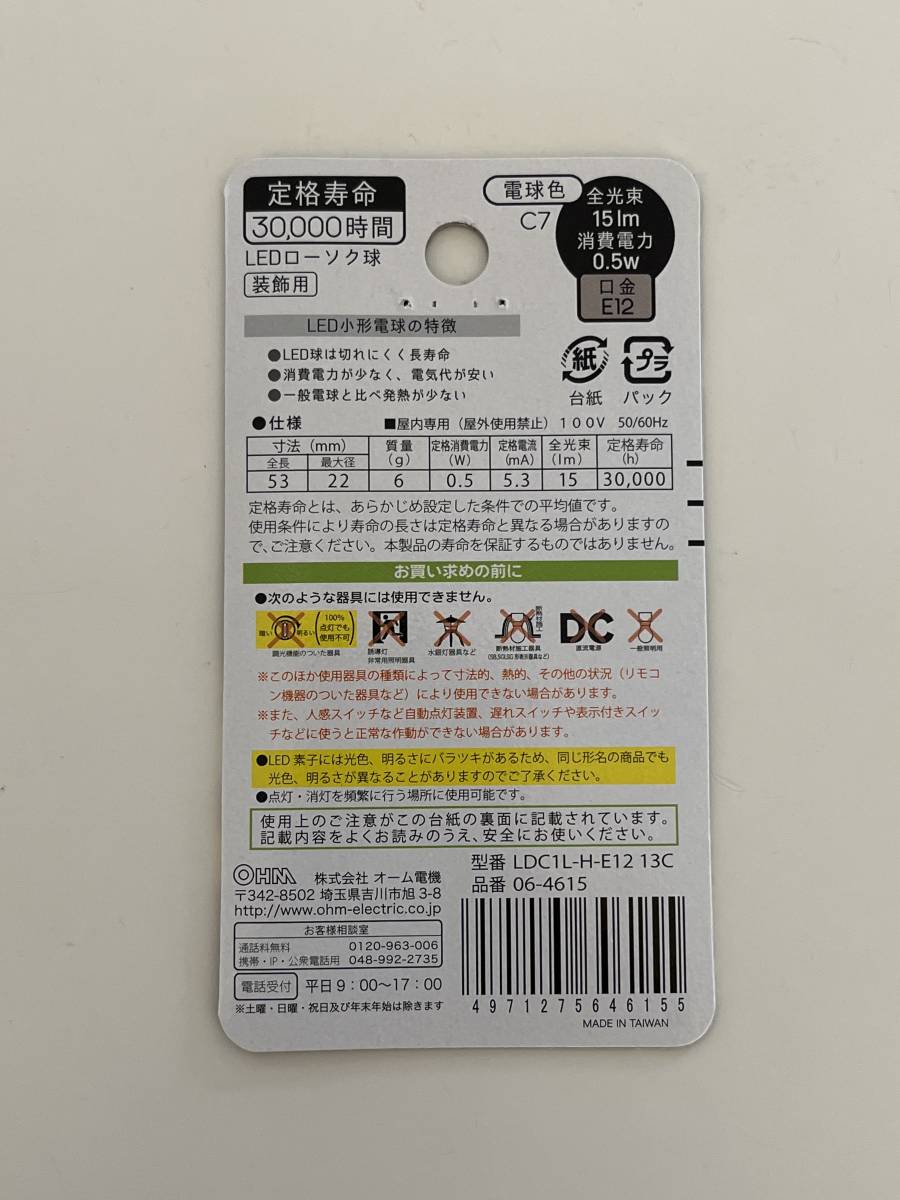 定格寿命
30,000時間
LEDローソク球
装飾用
電球色
C7
全光束
15lm
消費電力
0.5w
口金
E12
LED小形電球の特徴
●LED球は切れにくく長寿命
●消費電力が少なく、電気代が安い
●一般電球と比べ発熱が少ない
紙
台紙
プラ
パック
●仕様 ■屋内専用（屋外使用禁止）100V 50/60Hz
寸法（mm） 質量（g） 定格消費電力（W） 定格電流（mA） 全光束（lm） 定格寿命（h）
全長 最大径
53 22 6 0.5 5.3 15 30,000
定格寿命とは、あらかじめ設定した条件での平均値です。
使用条件により寿命の長さは定格寿命と異なる場合がありますの
で、ご注意ください。本製品の寿命を保証するものではありません。
お買い求めの前に
●次のような器具には使用できません。
暗い 明るい
100%
点灯でも
使用不可
調光機能のついた器具
誘導灯
非常用照明器具
水銀灯器具など
断熱材施工
断熱材施工器具
(SB,SGI,SG形表示器具など)
DC
直流電源
一般照明用
※このほか使用器具の種類によって寸法的、熱的、その他の状況（リモコ
ン機器のついた器具など）により使用できない場合があります。
※また、人感スイッチなど自動点灯装置、遅れスイッチや表示付きスイッ
チなどに使うと正常な作動ができない場合があります。
●LED 素子には光色、明るさにバラツキがあるため、同じ形名の商品でも
光色、明るさが異なることがありますのでご了承ください。
●点灯・消灯を頻繁に行う場所に使用可能です。
使用上のご注意がこの台紙の裏面に記載されています。
記載内容をよくお読みのうえ、安全にお使いください。
OHM 株式会社 オーム電機
〒342-8502 埼玉県吉川市旭 3-8
http://www.ohm-electric.co.jp
お客様相談室
通話料無料 0120-963-006
携帯・IP・公衆電話用 048-992-2735
電話受付 平日 9：00〜17：00
※土曜・日曜・祝日及び年末年始は除きます
型番 LDC1L-H-E12 13C
品番 06-4615
4971275646155
MADE IN TAIWAN